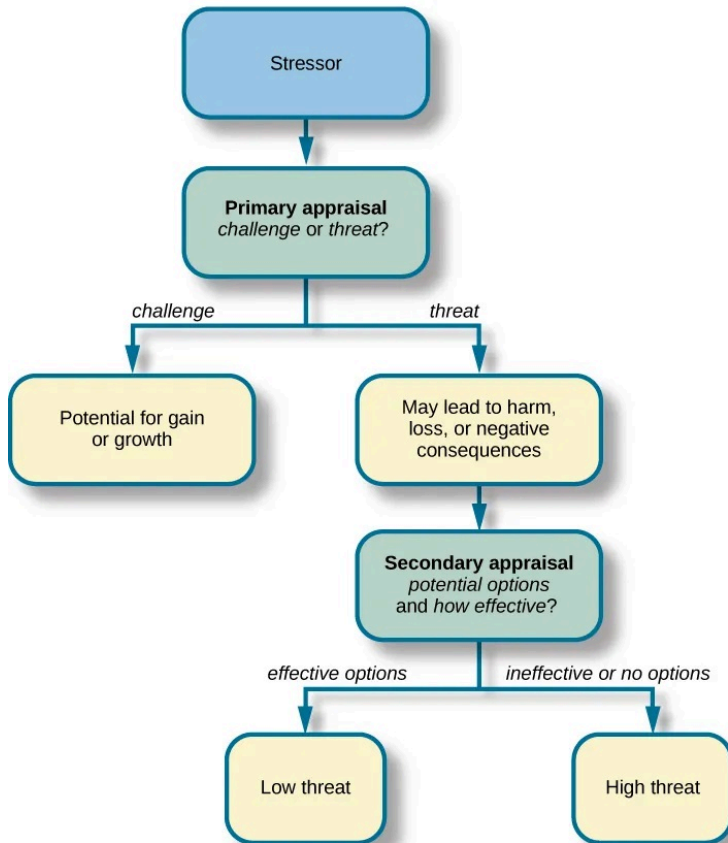 Stressor
Primary appraisal
challenge or threat?
challenge
threat
Potential for gain
or growth
May lead to harm,
loss, or negative
consequences
Secondary appraisal
potential options
and how effective?
effective options
ineffective or no options
Low threat
High threat